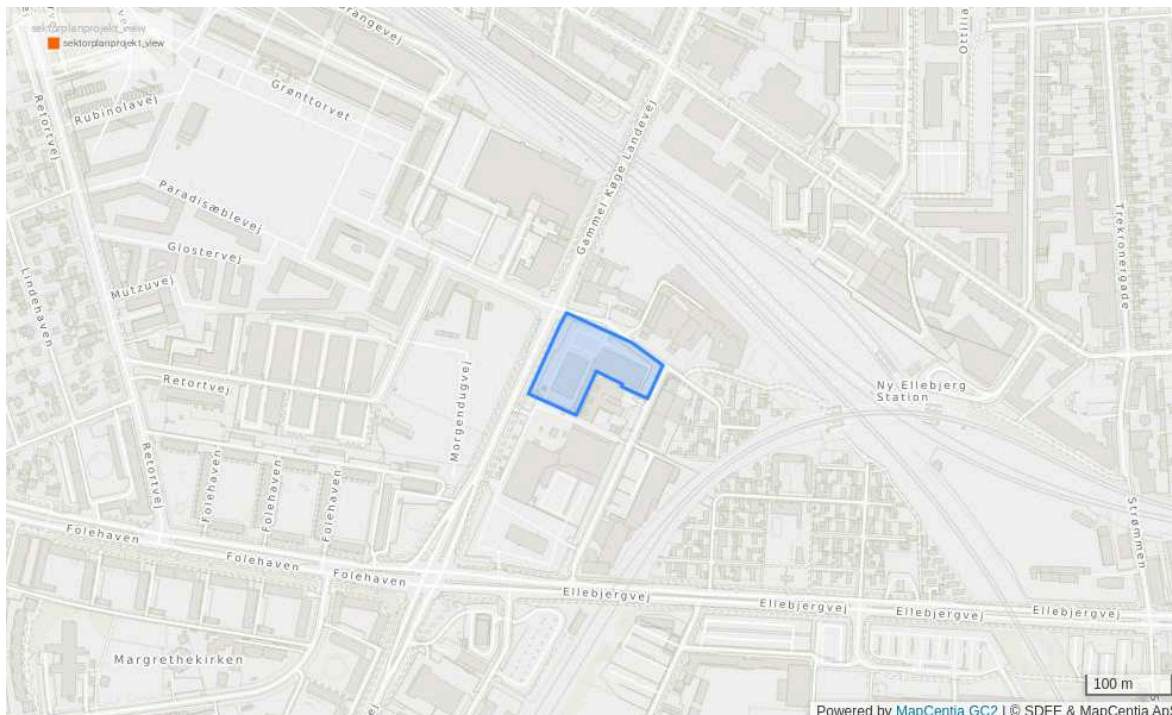 sektorplanprojekt_view
sektorplanprojekt_view
Retortvej
Rubinolavej
Grønttorvet
Paradisæblevej
Glostervej
Mutzuvej
Lindehaven
Retortvej
Retortvej
Morgendugvej
Gammel Køge Landevej
Trekronergade
Ny Ellebjerg
Station
Strømmen
Folehaven
Folehaven
Folehaven
Folehaven
Folehaven
Folehaven
Ellebjergvej
Ellebjergvej
Ellebjergvej
Ellebjergvej
Margrethekirken
100 m
Powered by MapCentia GC2 | © SDFE & MapCentia ApS